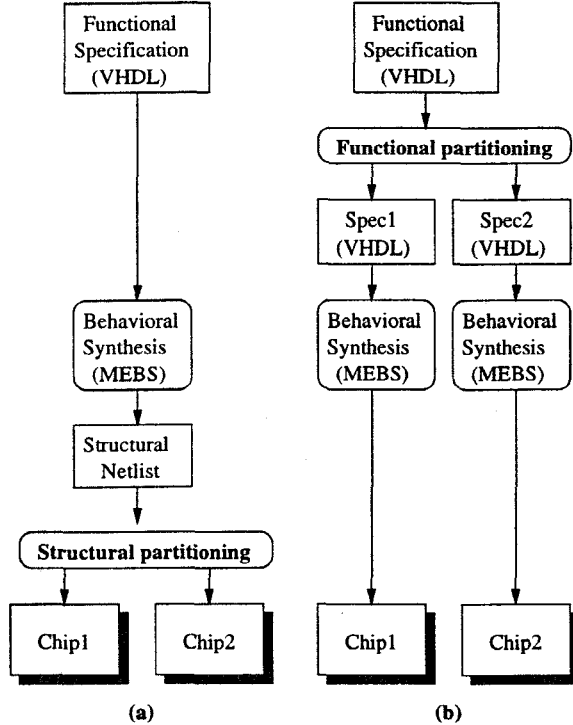 Functional
Specification
(VHDL)
Behavioral
Synthesis
(MEBS)
Structural
Netlist
Structural partitioning
Chip1
Chip2
(a)
Functional
Specification
(VHDL)
Functional partitioning
Spec1
(VHDL)
Spec2
(VHDL)
Behavioral
Synthesis
(MEBS)
Behavioral
Synthesis
(MEBS)
Chip1
Chip2
(b)